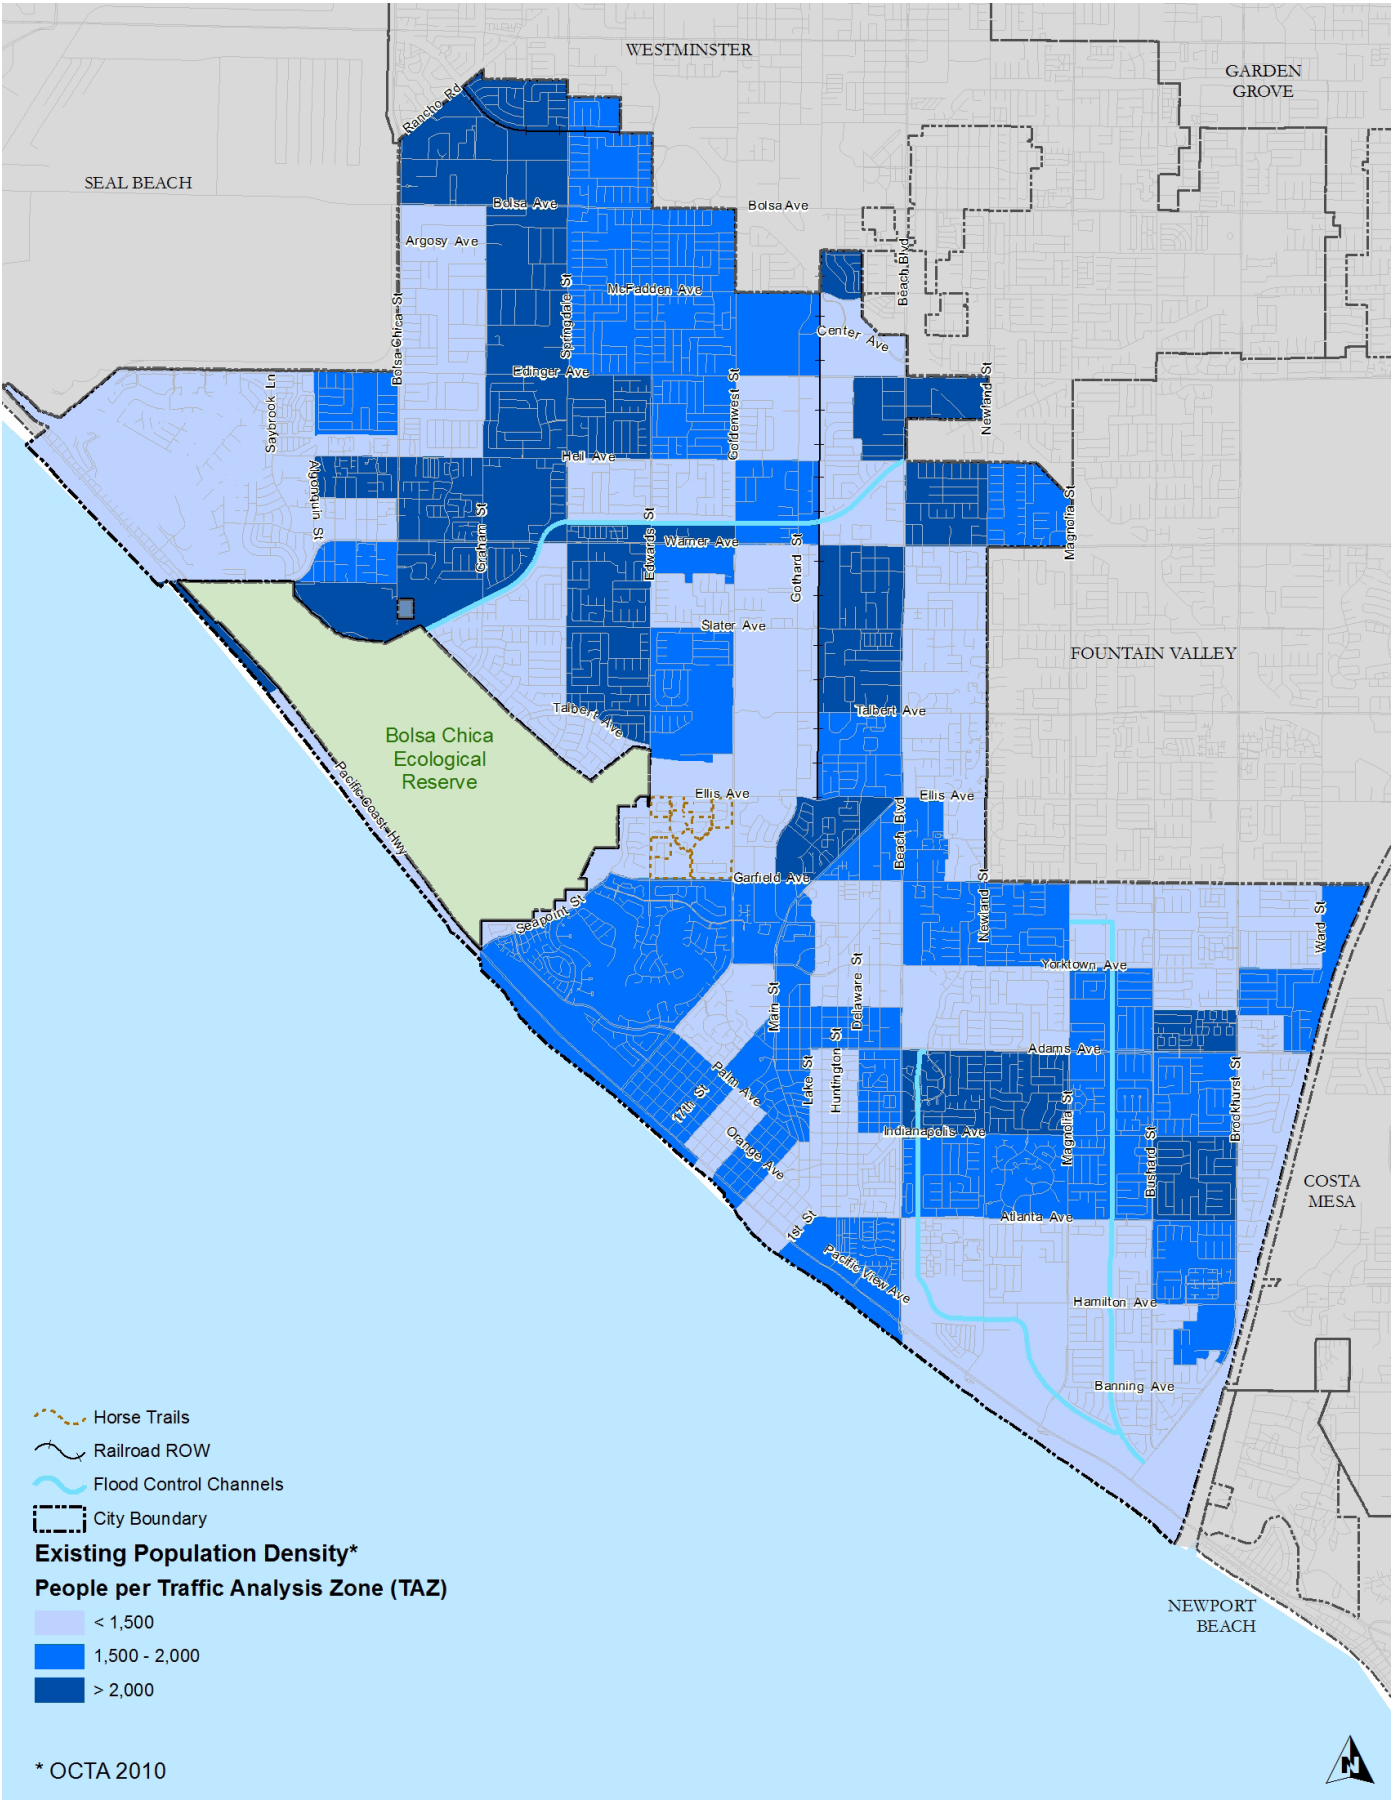 WESTMINSTER
GARDEN
GROVE
Rancho Rd
SEAL BEACH
Bolsa Ave
Bolsa Ave
Argosy Ave
Beach Blvd
McFadden Ave
Springdale St
Bolsa Chica St
Center Ave
Edinger Ave
Saybrook Ln
Goldenwest St
Newland St
Heil Ave
Algonquin St
Graham St
Edwards St
Warner Ave
Gothard St
Magnolia St
Slater Ave
FOUNTAIN VALLEY
Talbert Ave
Talbert Ave
Bolsa Chica
Ecological
Reserve
Pacific Coast Hwy
Ellis Ave
Ellis Ave
Beach Blvd
Garfield Ave
Seapoint St
Newland St
Ward St
Yorktown Ave
Main St
Delaware St
Adams Ave
Huntington St
Lake St
Palm Ave
17th St
Magnolia St
Brookhurst St
Indianapolis Ave
Orange Ave
Bushard St
COSTA
MESA
Atlanta Ave
1st St
Pacific View Ave
Hamilton Ave
Banning Ave
Horse Trails
Railroad ROW
Flood Control Channels
City Boundary
Existing Population Density*
People per Traffic Analysis Zone (TAZ)
< 1,500
1,500 - 2,000
> 2,000
NEWPORT
BEACH
* OCTA 2010
N